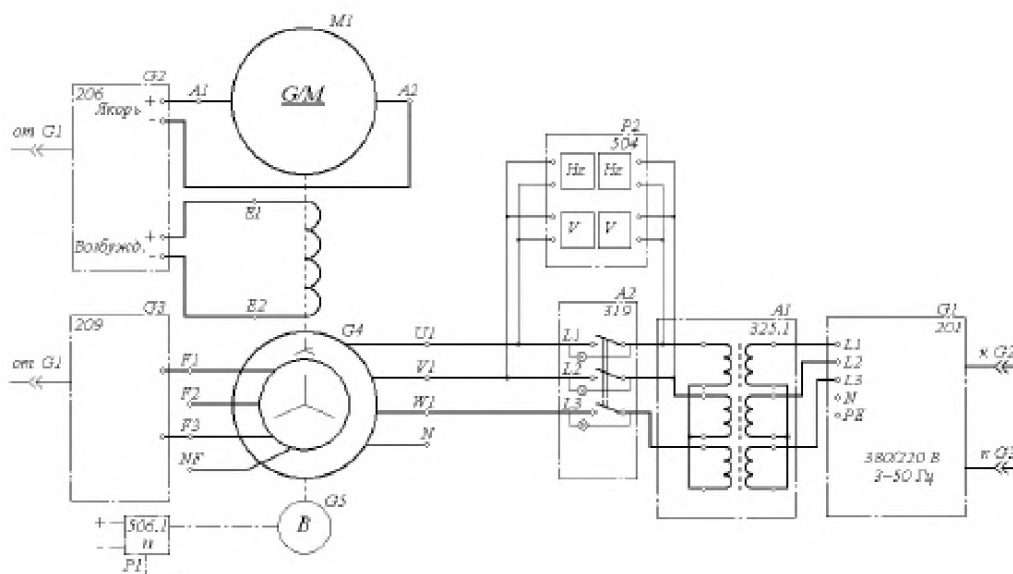 M1
G2
206
Якорь
+
-
A1
G/M
A2
от G1
P2
504
Hz Hz
V V
E1
Возбужд.
+
-
E2
G3
209
G4
U1
V1
W1
N
A2
319
L1
L2
L3
A1
325.1
G1
201
L1
L2
L3
N
PE
380/220 В
3~50 Гц
к G2
к G3
от G1
F1
F2
F3
NF
G5
B
+
-
506.1
n
P1